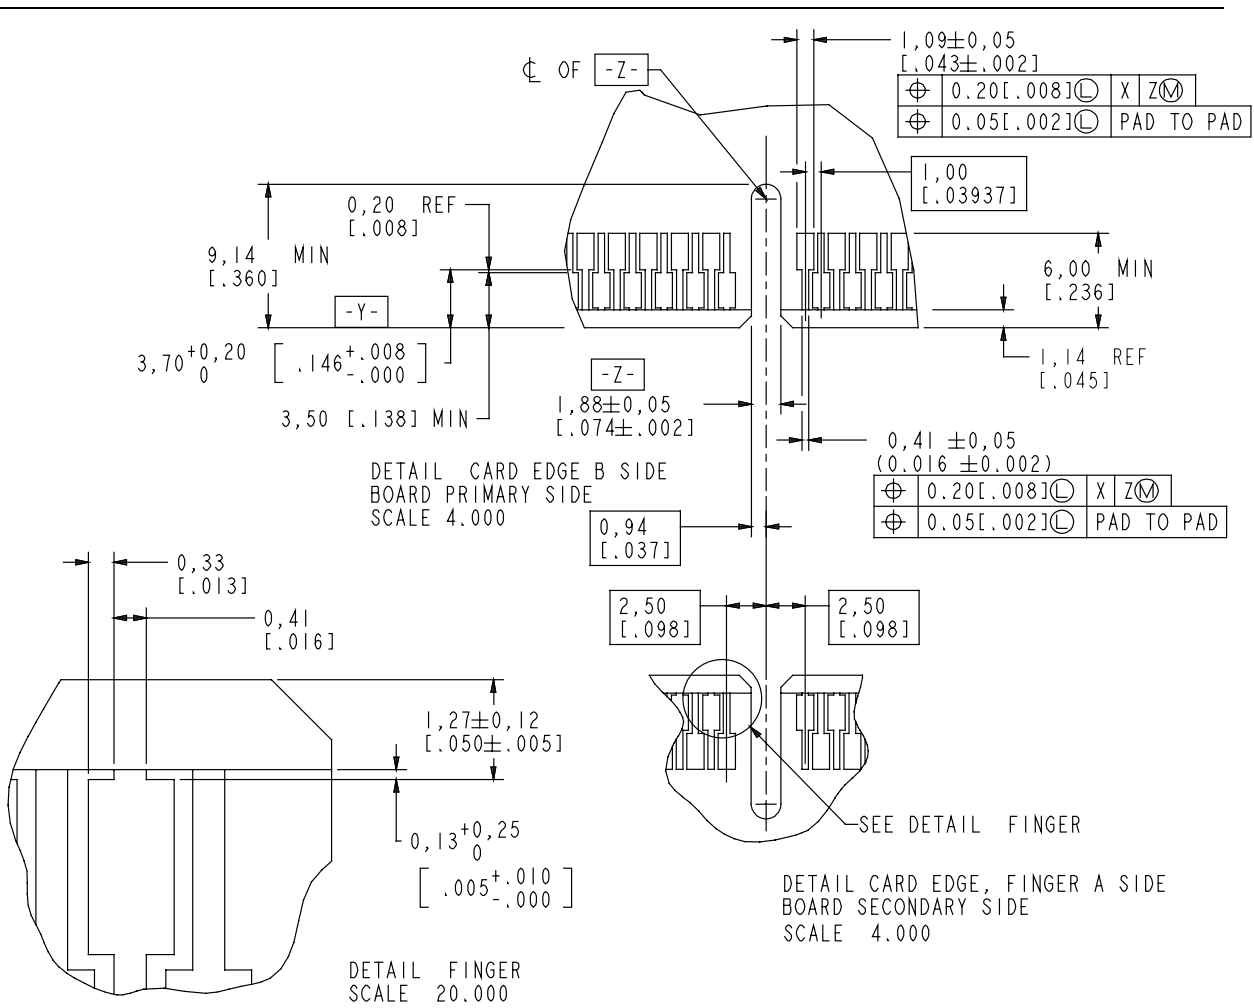 ℄ OF -Z-
1,09±0,05
[.043±.002]
⌖ 0.20[.008]Ⓛ X ZⓂ
⌖ 0.05[.002]Ⓛ PAD TO PAD
1,00
[.03937]
0,20 REF
[.008]
9,14 MIN
[.360]
-Y-
3,70 +0,20 0 [.146 +.008 -.000]
3,50 [.138] MIN
6,00 MIN
[.236]
1,14 REF
[.045]
-Z-
1,88±0,05
[.074±.002]
0,41 ±0,05
(0.016 ±0.002)
⌖ 0.20[.008]Ⓛ X ZⓂ
⌖ 0.05[.002]Ⓛ PAD TO PAD
DETAIL CARD EDGE B SIDE
BOARD PRIMARY SIDE
SCALE 4.000
0,94
[.037]
2,50
[.098]
2,50
[.098]
0,33
[.013]
0,41
[.016]
1,27±0,12
[.050±.005]
0,13 +0,25 0
[.005 +.010 -.000]
SEE DETAIL FINGER
DETAIL CARD EDGE, FINGER A SIDE
BOARD SECONDARY SIDE
SCALE 4.000
DETAIL FINGER
SCALE 20.000